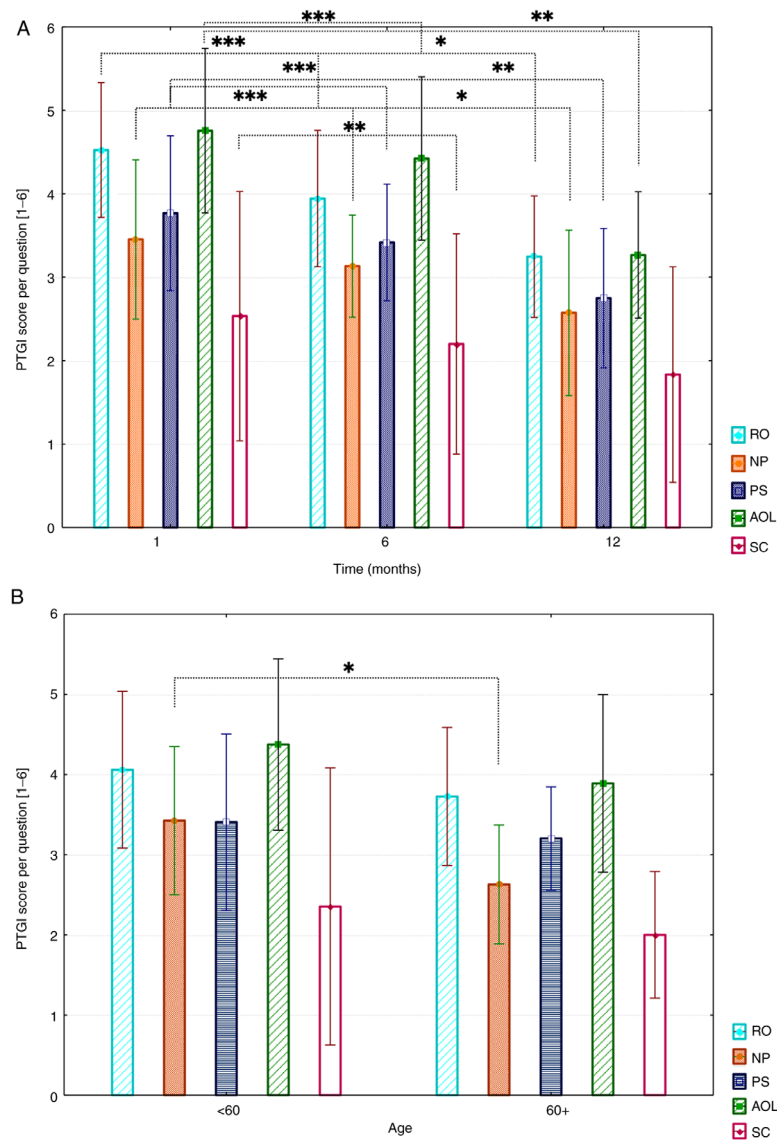 A
6
5
4
3
2
1
0
PTGI score per question [1–6]
*** **
*** *
*** **
*** *
**
1 6 12
Time (months)
RO
NP
PS
AOL
SC
B
6
5
4
3
2
1
0
PTGI score per question [1–6]
*
<60 60+
Age
RO
NP
PS
AOL
SC